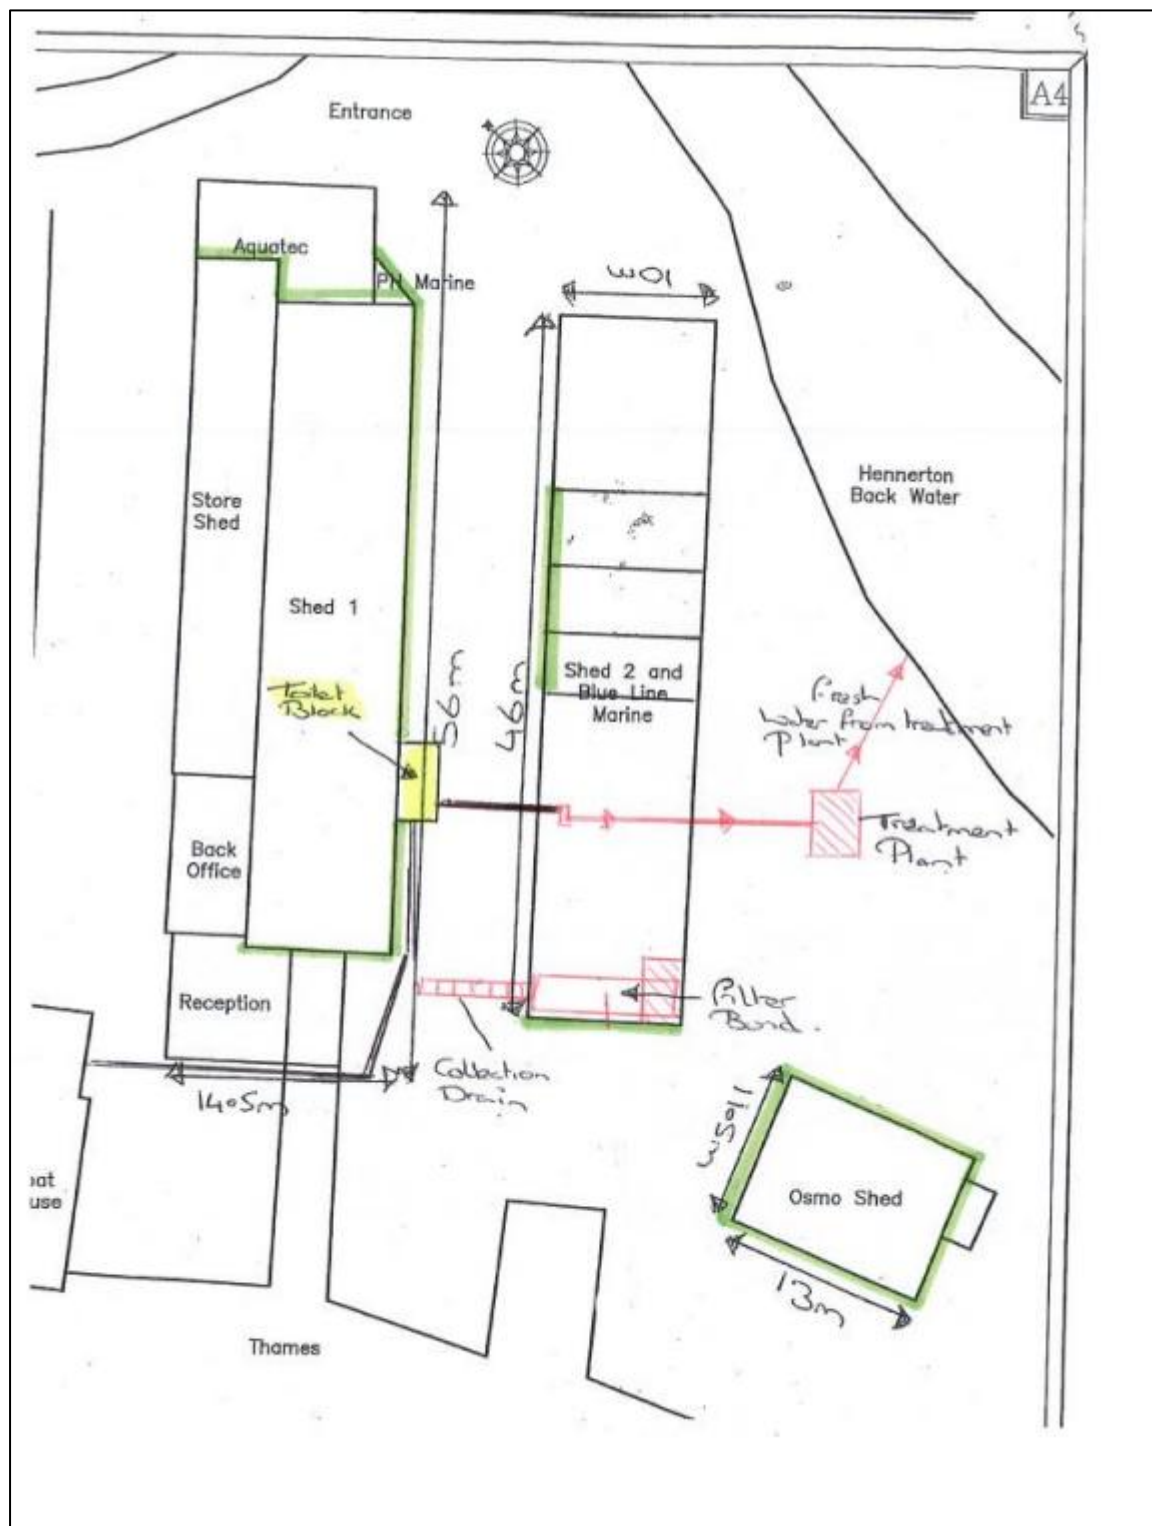 A4
Entrance
Aquatec
PH Marine
10m
Hennerton
Back Water
Store
Shed
Shed 1
Toilet
Block
56m
46m
Shed 2 and
Blue Line
Marine
Fresh
water from treatment
Plant
Treatment
Plant
Back
Office
Reception
Filter
Bund.
Collection
Drain
14.5m
11.5m
oat
use
Osmo Shed
13m
Thames